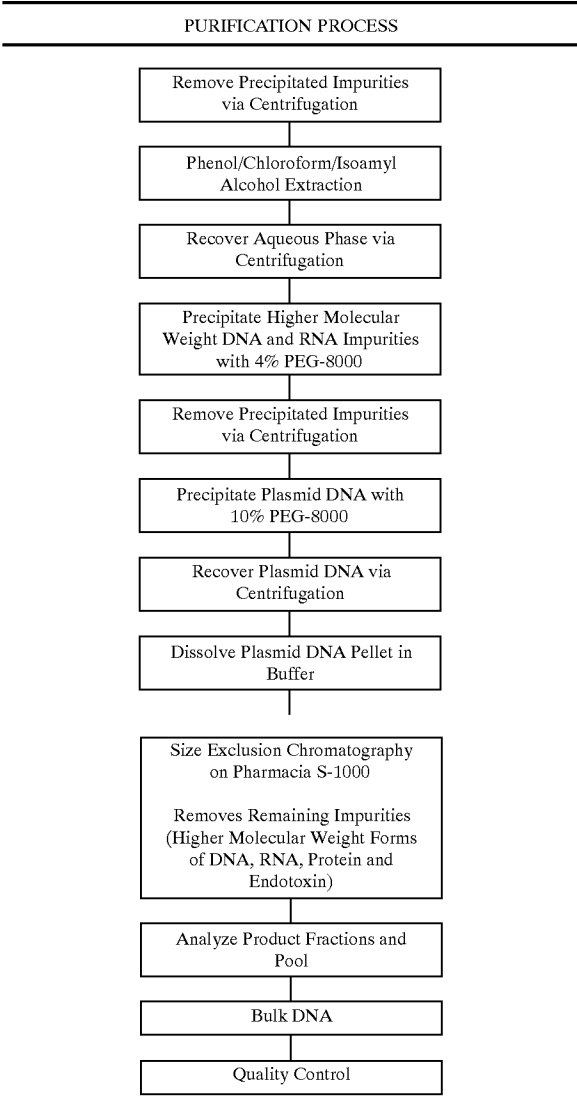 PURIFICATION PROCESS
Remove Precipitated Impurities
via Centrifugation
Phenol/Chloroform/Isoamyl
Alcohol Extraction
Recover Aqueous Phase via
Centrifugation
Precipitate Higher Molecular
Weight DNA and RNA Impurities
with 4% PEG-8000
Remove Precipitated Impurities
via Centrifugation
Precipitate Plasmid DNA with
10% PEG-8000
Recover Plasmid DNA via
Centrifugation
Dissolve Plasmid DNA Pellet in
Buffer
Size Exclusion Chromatography
on Pharmacia S-1000
Removes Remaining Impurities
(Higher Molecular Weight Forms
of DNA, RNA, Protein and
Endotoxin)
Analyze Product Fractions and
Pool
Bulk DNA
Quality Control